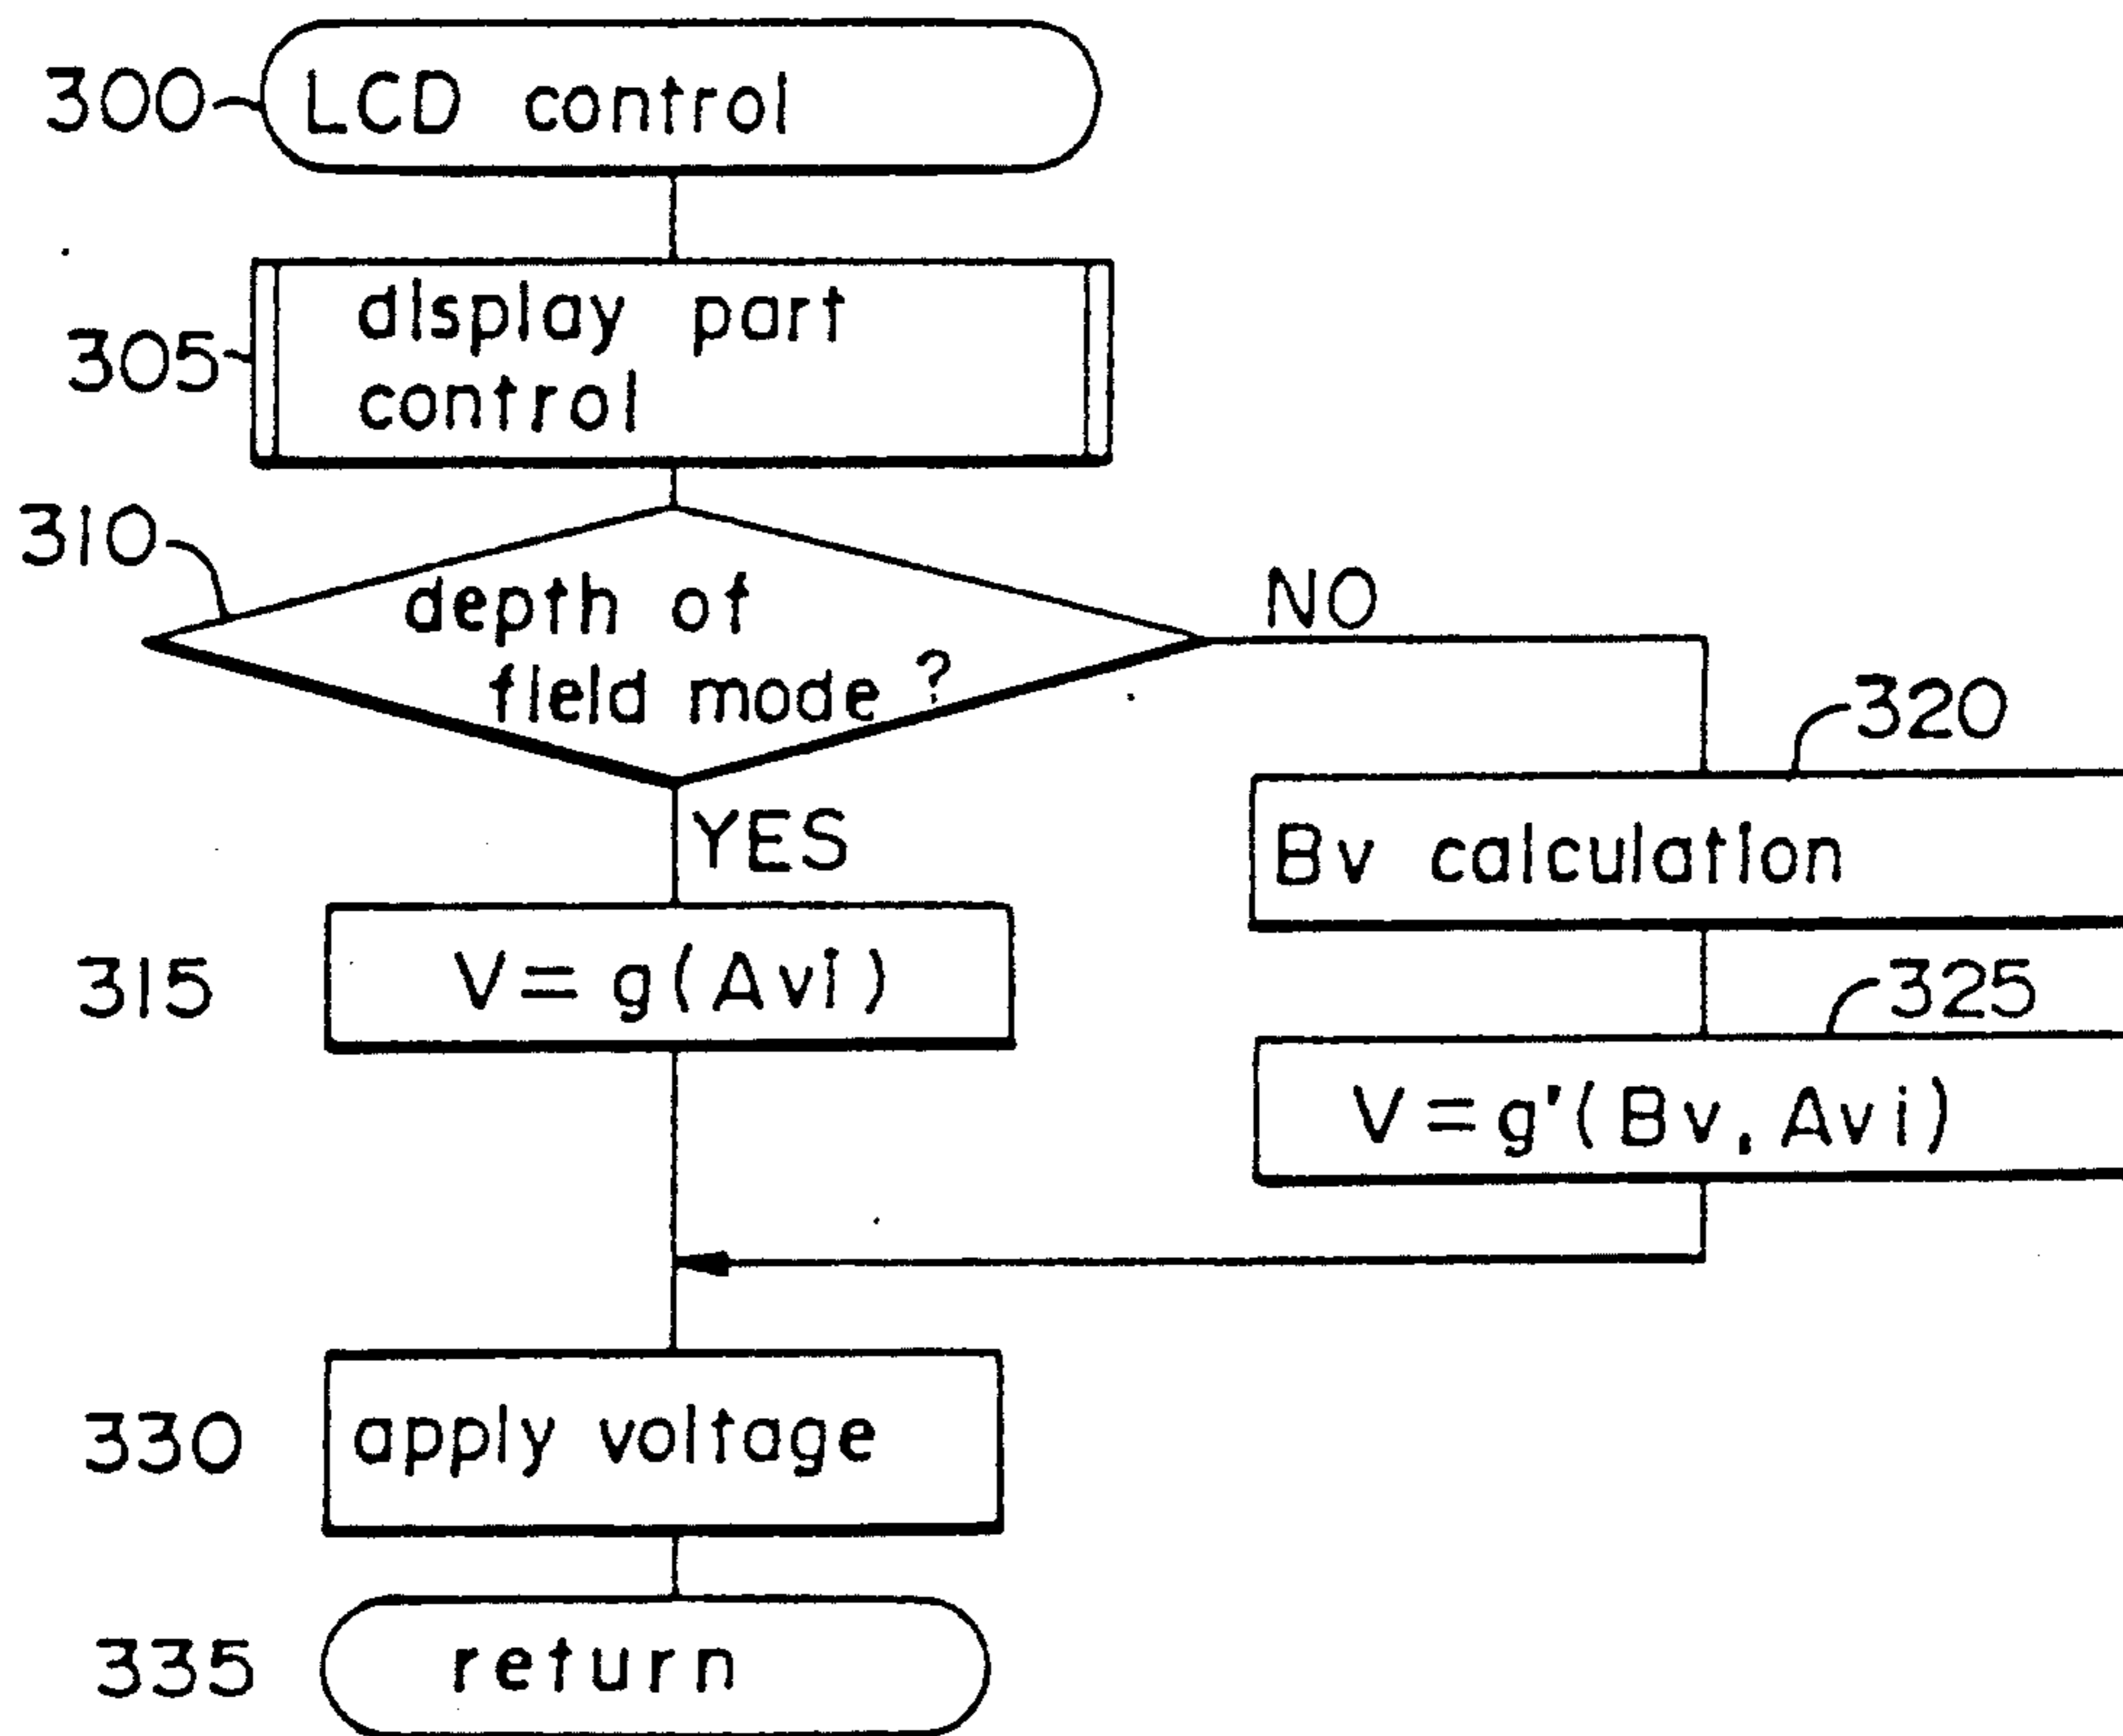 300 LCD control
305 display part
control
310 depth of
field mode ?
NO
YES
320
Bv calculation
315 V = g(Avi)
325
V = g'(Bv, Avi)
330 apply voltage
335 return